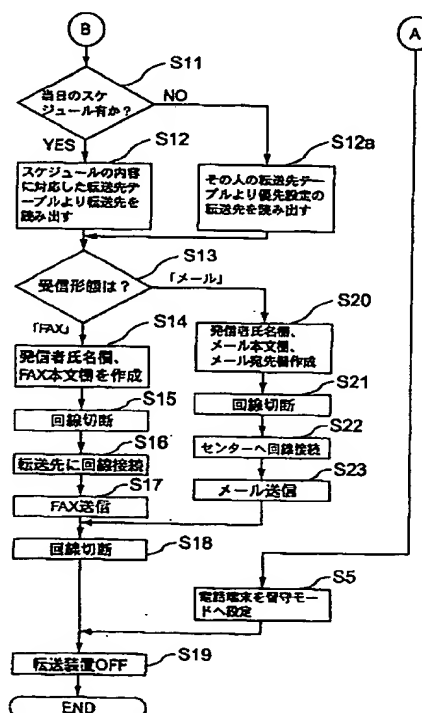 B
A
S11
当日のスケ
ジュール有か?
NO
YES
S12
S12a
スケジュールの内容
に対応した転送先テ
ーブルより転送先を
読み出す
その人の転送先テー
ブルより優先設定の
転送先を読み出す
S13
受信形態は?
「メール」
「FAX」
S14
S20
発信者氏名欄、
FAX本文欄を作成
発信者氏名欄、
メール本文欄、
メール宛先欄作成
S15
S21
回線切断
回線切断
S16
S22
転送先に回線接続
センターへ回線接続
S17
S23
FAX送信
メール送信
回線切断
S18
S5
電話端末を留守モー
ドへ設定
転送装置OFF
S19
END